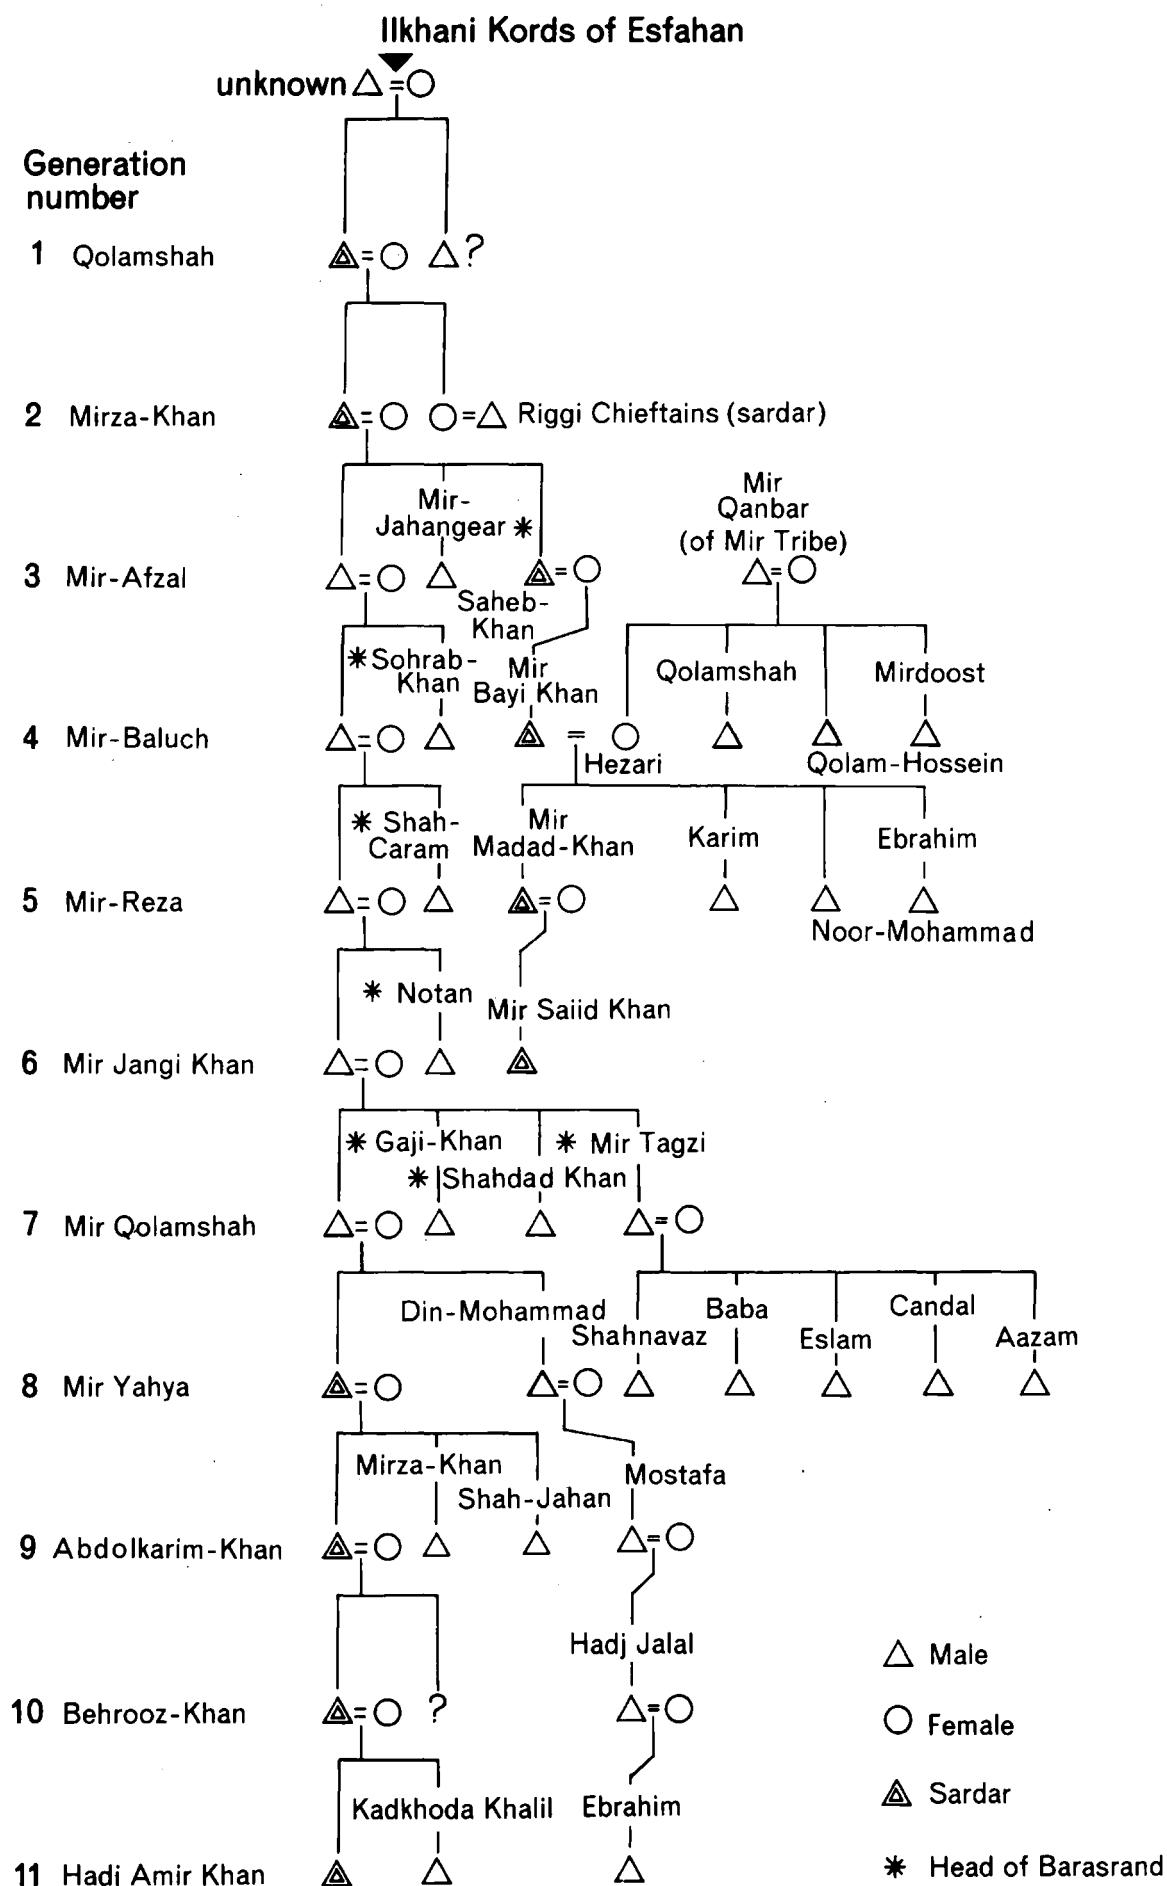 Ilkhani Kords of Esfahan
unknown
Generation
number
1 Qolamshah
?
2 Mirza-Khan
Riggi Chieftains (sardar)
Mir-
Jahangear *
Mir
Qanbar
(of Mir Tribe)
3 Mir-Afzal
Saheb-
Khan
* Sohrab-
Khan
Mir
Bayi Khan
Qolamshah
Mirdoost
4 Mir-Baluch
Hezari
Qolam-Hossein
* Shah-
Caram
Mir
Madad-Khan
Karim
Ebrahim
5 Mir-Reza
Noor-Mohammad
* Notan
Mir Saiid Khan
6 Mir Jangi Khan
* Gaji-Khan
* Mir Tagzi
* Shahdad Khan
7 Mir Qolamshah
Din-Mohammad
Shahnavaz
Baba
Eslam
Candal
Aazam
8 Mir Yahya
Mirza-Khan
Shah-Jahan
Mostafa
9 Abdolkarim-Khan
Hadj Jalal
10 Behrooz-Khan
?
Kadkhoda Khalil
Ebrahim
11 Hadi Amir Khan
Male
Female
Sardar
* Head of Barasrand